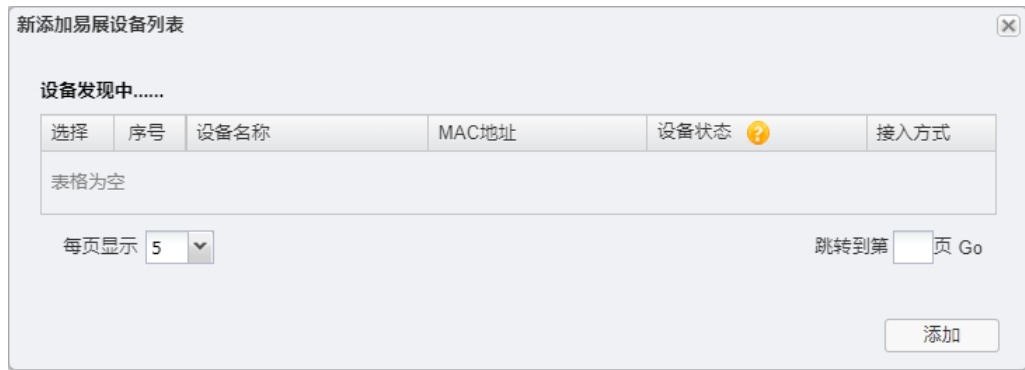 新添加易展设备列表
设备发现中......
选择 序号 设备名称 MAC地址 设备状态 ? 接入方式
表格为空
每页显示 5 跳转到第 页 Go
添加